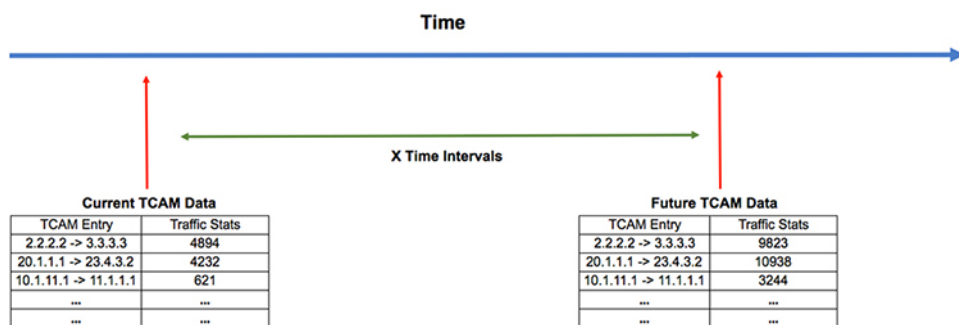 Time
X Time Intervals
Current TCAM Data
TCAM Entry Traffic Stats
2.2.2.2 -> 3.3.3.3 4894
20.1.1.1 -> 23.4.3.2 4232
10.1.11.1 -> 11.1.1.1 621
... ...
... ...
Future TCAM Data
TCAM Entry Traffic Stats
2.2.2.2 -> 3.3.3.3 9823
20.1.1.1 -> 23.4.3.2 10938
10.1.11.1 -> 11.1.1.1 3244
... ...
... ...